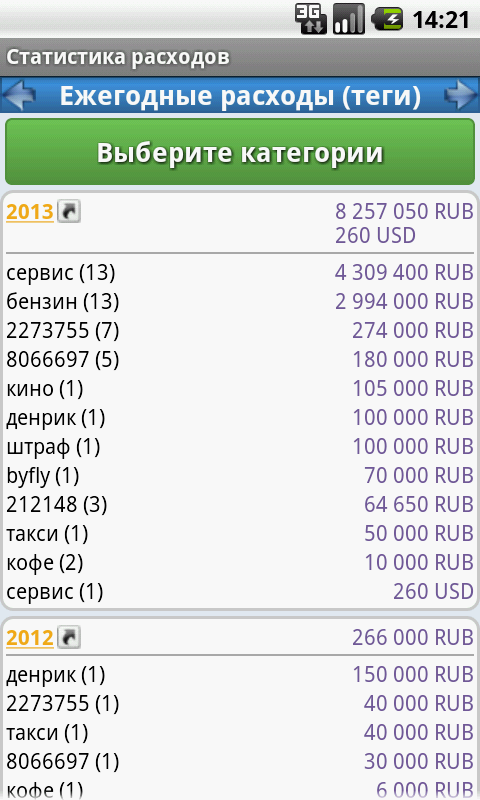 3G 14:21
Статистика расходов
Ежегодные расходы (теги)
Выберите категории
2013 8 257 050 RUB
260 USD
сервис (13) 4 309 400 RUB
бензин (13) 2 994 000 RUB
2273755 (7) 274 000 RUB
8066697 (5) 180 000 RUB
кино (1) 105 000 RUB
денрик (1) 100 000 RUB
штраф (1) 100 000 RUB
byfly (1) 70 000 RUB
212148 (3) 64 650 RUB
такси (1) 50 000 RUB
кофе (2) 10 000 RUB
сервис (1) 260 USD
2012 266 000 RUB
денрик (1) 150 000 RUB
2273755 (1) 40 000 RUB
такси (1) 40 000 RUB
8066697 (1) 30 000 RUB
кофе (1) 6 000 RUB